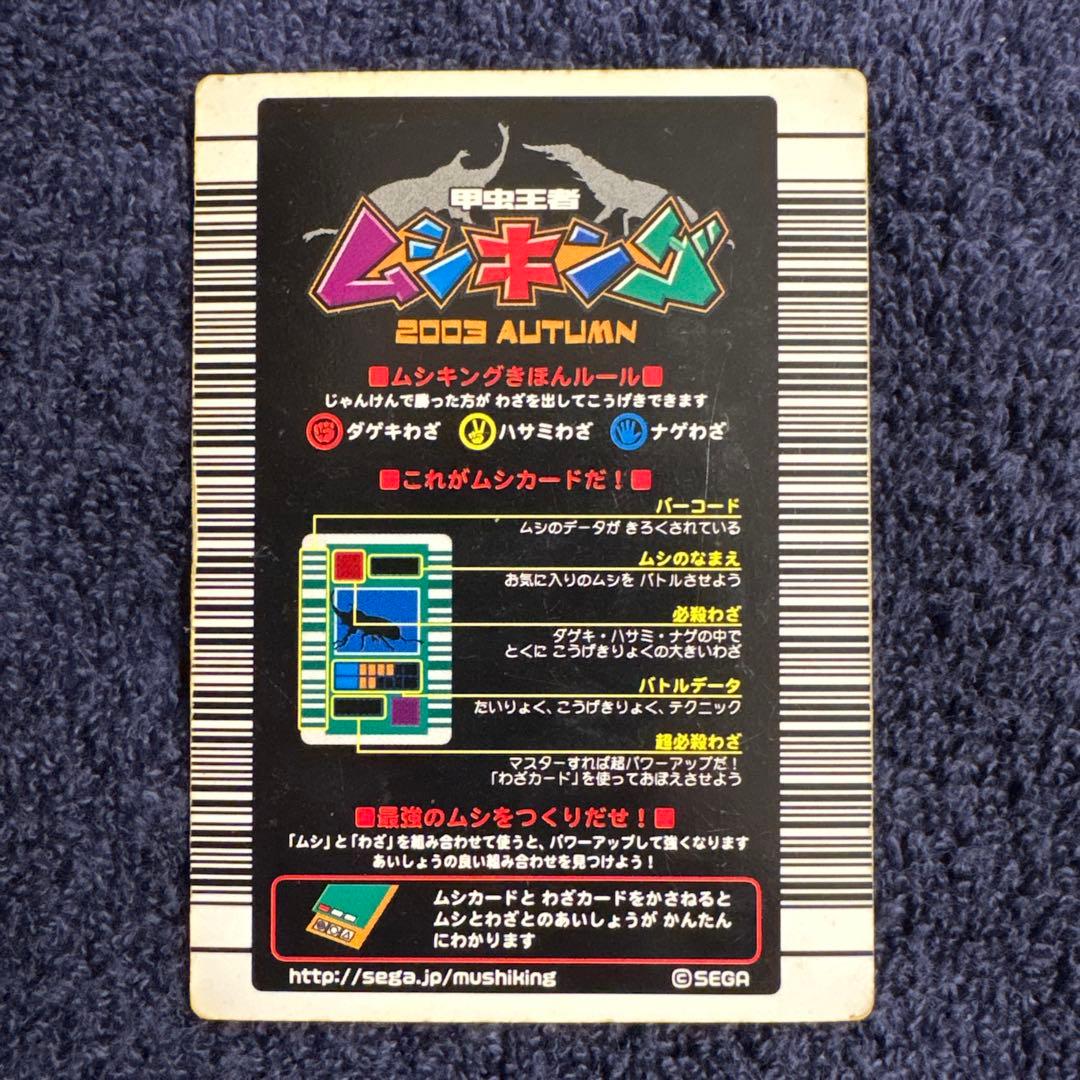 甲虫王者
ムシキング
2003 AUTUMN
■ムシキングきほんルール■
じゃんけんで勝った方が わざを出してこうげきできます
ダゲキわざ ハサミわざ ナゲわざ
■これがムシカードだ！■
バーコード
ムシのデータが きろくされている
ムシのなまえ
お気に入りのムシを バトルさせよう
必殺わざ
ダゲキ・ハサミ・ナゲの中で
とくに こうげきりょくの大きいわざ
バトルデータ
たいりょく、こうげきりょく、テクニック
超必殺わざ
マスターすれば超パワーアップだ！
「わざカード」を使っておぼえさせよう
■最強のムシをつくりだせ！■
「ムシ」と「わざ」を組み合わせて使うと、パワーアップして強くなります
あいしょうの良い組み合わせを見つけよう！
ムシカードと わざカードをかさねると
ムシとわざとのあいしょうが かんたん
にわかります
http://sega.jp/mushiking ©SEGA